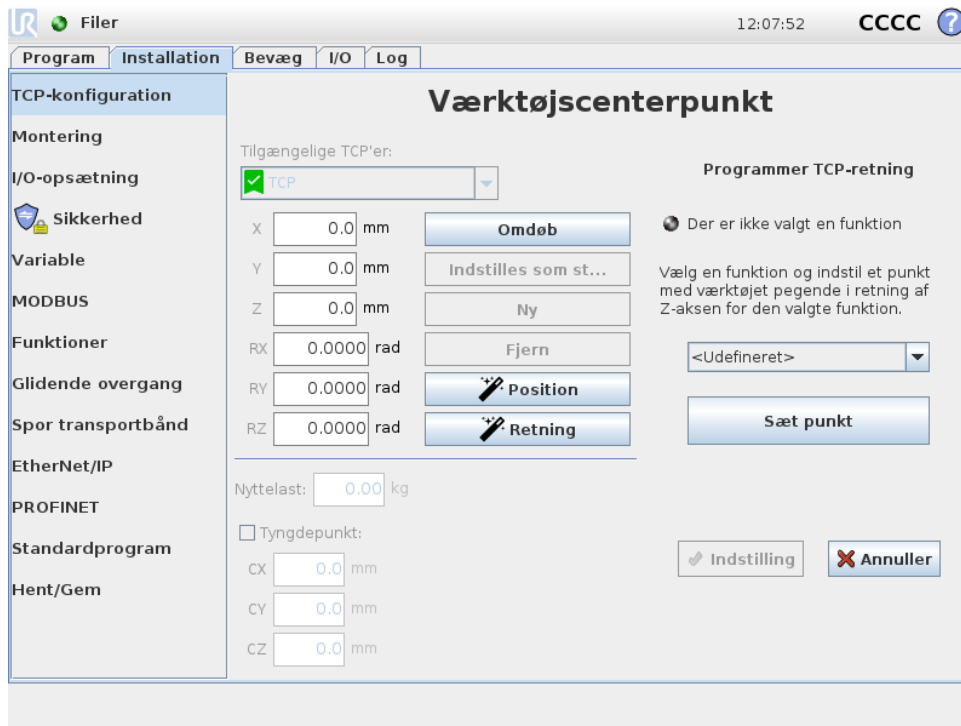 UR Filer 12:07:52 CCCC ?
Program Installation Bevæg I/O Log
TCP-konfiguration
Montering
I/O-opsætning
Sikkerhed
Variable
MODBUS
Funktioner
Glidende overgang
Spor transportbånd
EtherNet/IP
PROFINET
Standardprogram
Hent/Gem
Værktøjscenterpunkt
Tilgængelige TCP'er:
TCP
X 0.0 mm Omdøb
Y 0.0 mm Indstilles som st...
Z 0.0 mm Ny
RX 0.0000 rad Fjern
RY 0.0000 rad Position
RZ 0.0000 rad Retning
Nyttelast: 0.00 kg
Tyngdepunkt:
CX 0.0 mm
CY 0.0 mm
CZ 0.0 mm
Programmer TCP-retning
Der er ikke valgt en funktion
Vælg en funktion og indstil et punkt
med værktøjet pegende i retning af
Z-aksen for den valgte funktion.
<Udefineret>
Sæt punkt
Indstilling Annuller